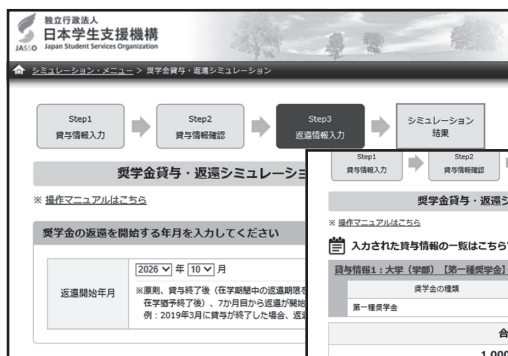 独立行政法人
日本学生支援機構
JASSO Japan Student Services Organization
シミュレーション・メニュー > 奨学金貸与・返還シミュレーション
Step1
貸与情報入力
Step2
貸与情報確認
Step3
返還情報入力
シミュレーション
結果
奨学金貸与・返還シミュレーショ
※ 操作マニュアルはこちら
奨学金の返還を開始する年月を入力してください
返還開始年月
2026 年 10 月
※原則、貸与終了後(在学期間中の返還期限を
在学猶予終了後)、7か月目から返還が開始
例:2019年3月に貸与が終了した場合、返還
Step1
貸与情報入力
Step2
貸与情報確認
奨学金貸与・返還シ
※ 操作マニュアルはこちら
入力された貸与情報の一覧はこちら
貸与情報1:大学(学部)【第一種奨学金】
奨学金の種類
第一種奨学金
合
1,000